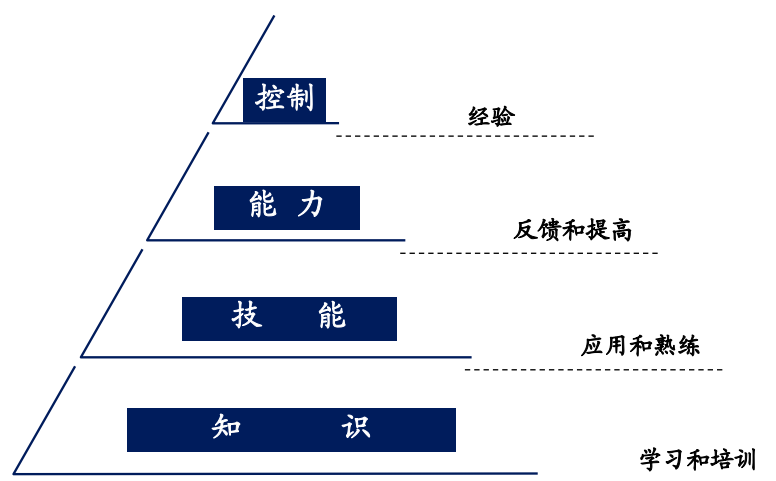 控制
经验
能 力
反馈和提高
技 能
应用和熟练
知 识
学习和培训